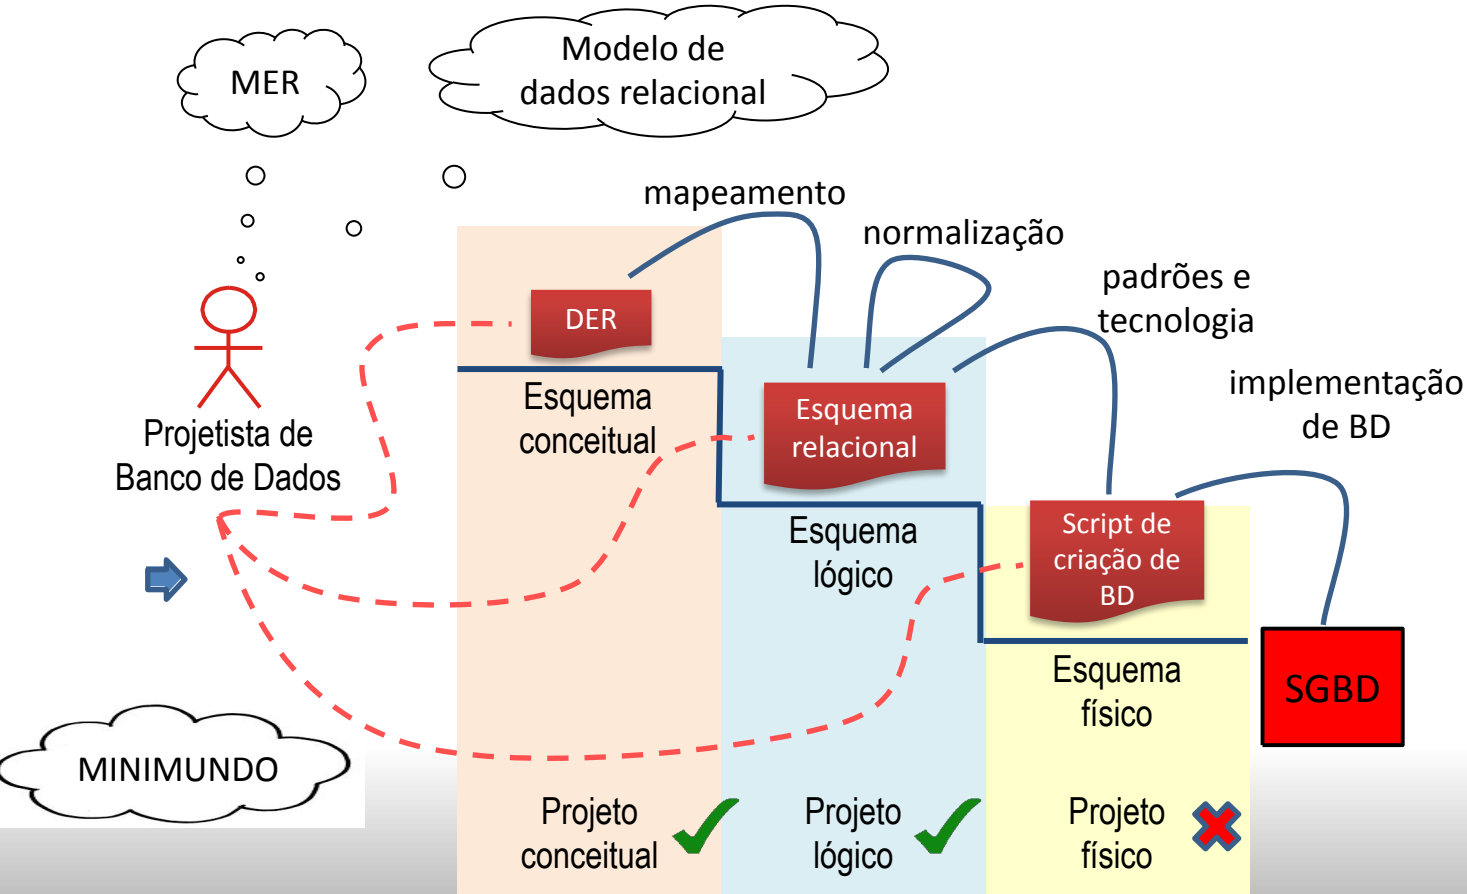 MER
Modelo de
dados relacional
mapeamento
normalização
padrões e
tecnologia
implementação
de BD
DER
Esquema
conceitual
Esquema
relacional
Esquema
lógico
Script de
criação de
BD
Esquema
físico
SGBD
Projetista de
Banco de Dados
MINIMUNDO
Projeto
conceitual
Projeto
lógico
Projeto
físico